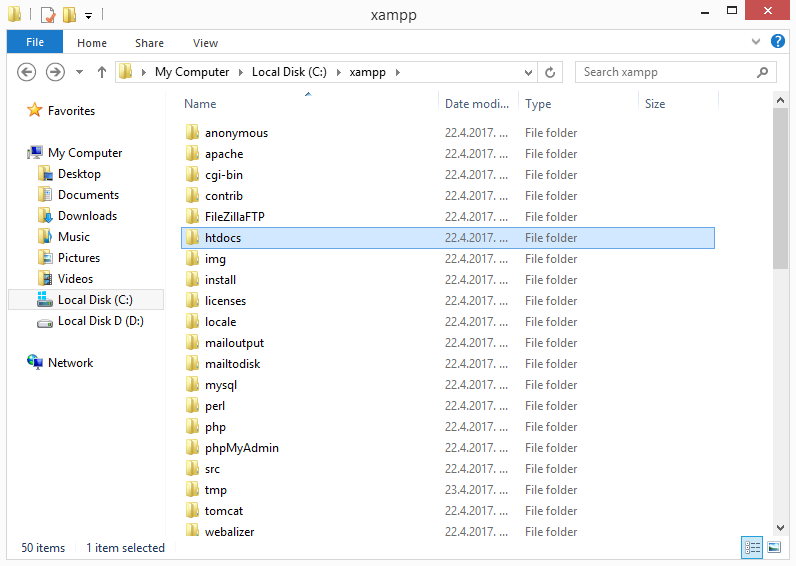 xampp
File Home Share View
My Computer Local Disk (C:) xampp Search xampp
Name Date modi... Type Size
Favorites
My Computer
Desktop
Documents
Downloads
Music
Pictures
Videos
Local Disk (C:)
Local Disk D (D:)
Network
anonymous 22.4.2017. ... File folder
apache 22.4.2017. ... File folder
cgi-bin 22.4.2017. ... File folder
contrib 22.4.2017. ... File folder
FileZillaFTP 22.4.2017. ... File folder
htdocs 22.4.2017. ... File folder
img 22.4.2017. ... File folder
install 22.4.2017. ... File folder
licenses 22.4.2017. ... File folder
locale 22.4.2017. ... File folder
mailoutput 22.4.2017. ... File folder
mailtodisk 22.4.2017. ... File folder
mysql 22.4.2017. ... File folder
perl 22.4.2017. ... File folder
php 22.4.2017. ... File folder
phpMyAdmin 22.4.2017. ... File folder
src 22.4.2017. ... File folder
tmp 23.4.2017. ... File folder
tomcat 22.4.2017. ... File folder
webalizer 22.4.2017. ... File folder
50 items 1 item selected